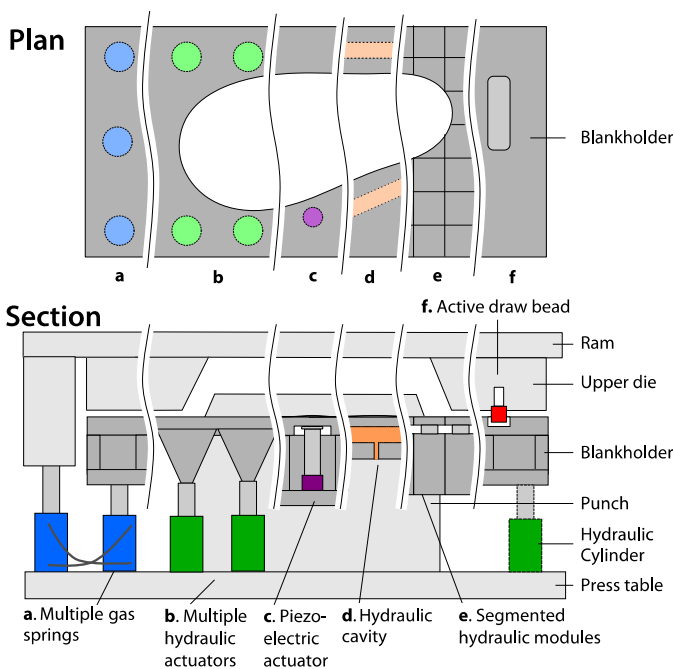 Plan
Blankholder
a
b
c
d
e
f
Section
f. Active draw bead
Ram
Upper die
Blankholder
Punch
Hydraulic
Cylinder
Press table
a. Multiple gas
springs
b. Multiple
hydraulic
actuators
c. Piezo-
electric
actuator
d. Hydraulic
cavity
e. Segmented
hydraulic modules